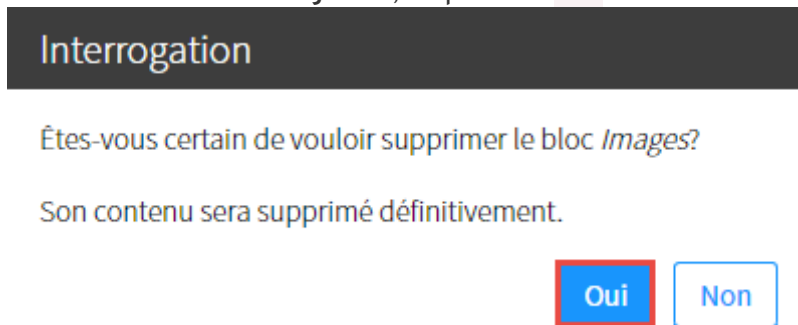 Interrogation
Êtes-vous certain de vouloir supprimer le bloc Images?
Son contenu sera supprimé définitivement.
Oui Non